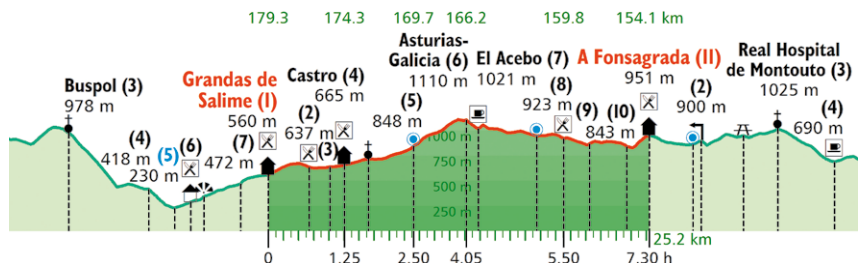 179.3 174.3 169.7 166.2 159.8 154.1 km
Buspol (3)
978 m
(4)
418 m
(5)
230 m
(6)
472 m
(7)
Grandas de
Salime (I)
560 m
(2)
637 m
(3)
Castro (4)
665 m
848 m
(5)
Asturias-
Galicia (6)
1110 m
El Acebo (7)
1021 m
(8)
923 m
(9)
843 m
(10)
A Fonsagrada (II)
951 m
(2)
900 m
Real Hospital
de Montouto (3)
1025 m
(4)
690 m
1000 m
750 m
500 m
250 m
25.2 km
0 1.25 2.50 4.05 5.50 7.30 h